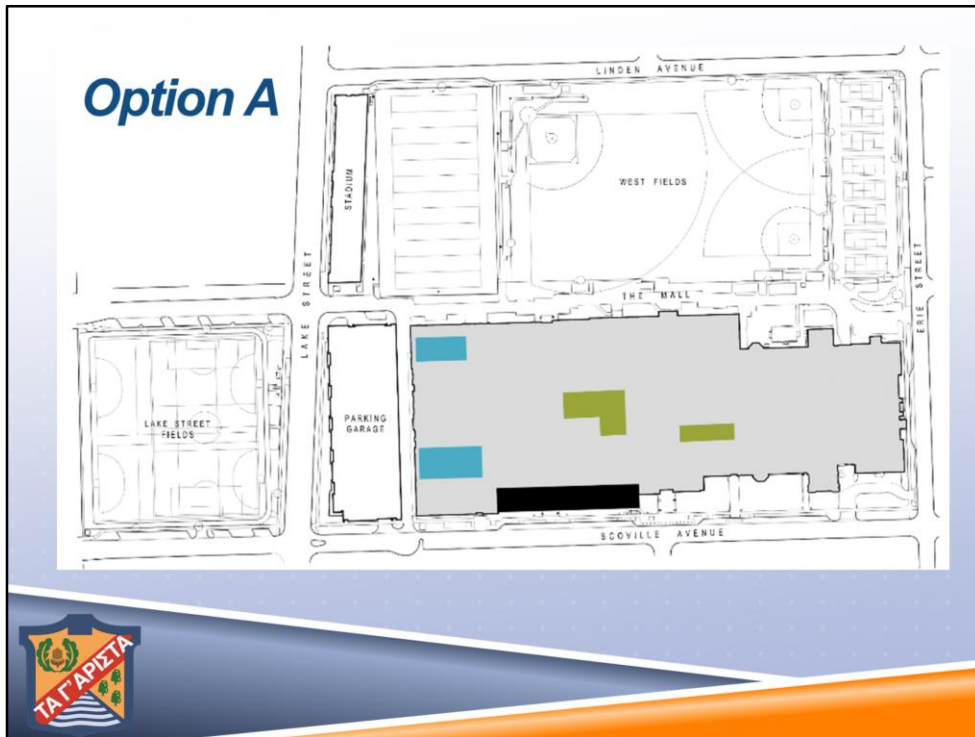 Option A
LINDEN AVENUE
STADIUM
WEST FIELDS
LAKE STREET
THE MALL
ERIE STREET
LAKE STREET
FIELDS
PARKING
GARAGE
SCOVILLE AVENUE
ΤΑ Γ'ΑΡΙΣΤΑ